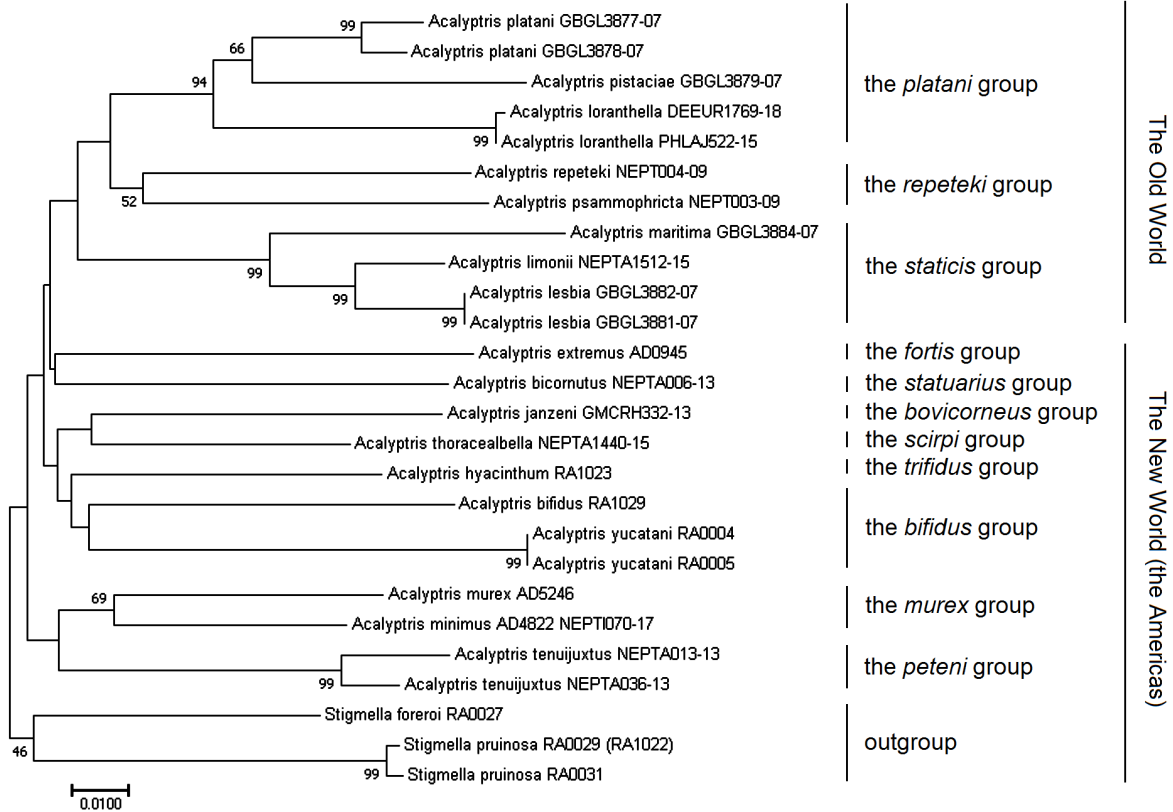 Acalyptris platani GBGL3877-07
99
Acalyptris platani GBGL3878-07
66
the platani group
Acalyptris pistaciae GBGL3879-07
94
Acalyptris loranthella DEEUR1769-18
99
Acalyptris loranthella PHLAJ522-15
Acalyptris repeteki NEPT004-09
the repeteki group
52
Acalyptris psammophricta NEPT003-09
The Old World
Acalyptris maritima GBGL3884-07
99
Acalyptris limonii NEPTA1512-15
the staticis group
99
Acalyptris lesbia GBGL3882-07
99
Acalyptris lesbia GBGL3881-07
Acalyptris extremus AD0945
the fortis group
Acalyptris bicornutus NEPTA006-13
the statuarius group
Acalyptris janzeni GMCRH332-13
the bovicorneus group
Acalyptris thoracealbella NEPTA1440-15
the scirpi group
Acalyptris hyacinthum RA1023
the trifidus group
Acalyptris bifidus RA1029
the bifidus group
Acalyptris yucatani RA0004
99
Acalyptris yucatani RA0005
The New World (the Americas)
Acalyptris murex AD5246
69
the murex group
Acalyptris minimus AD4822 NEPTI070-17
Acalyptris tenuijuxtus NEPTA013-13
the peteni group
99
Acalyptris tenuijuxtus NEPTA036-13
Stigmella foreroi RA0027
46
outgroup
Stigmella pruinosa RA0029 (RA1022)
99
Stigmella pruinosa RA0031
0.0100